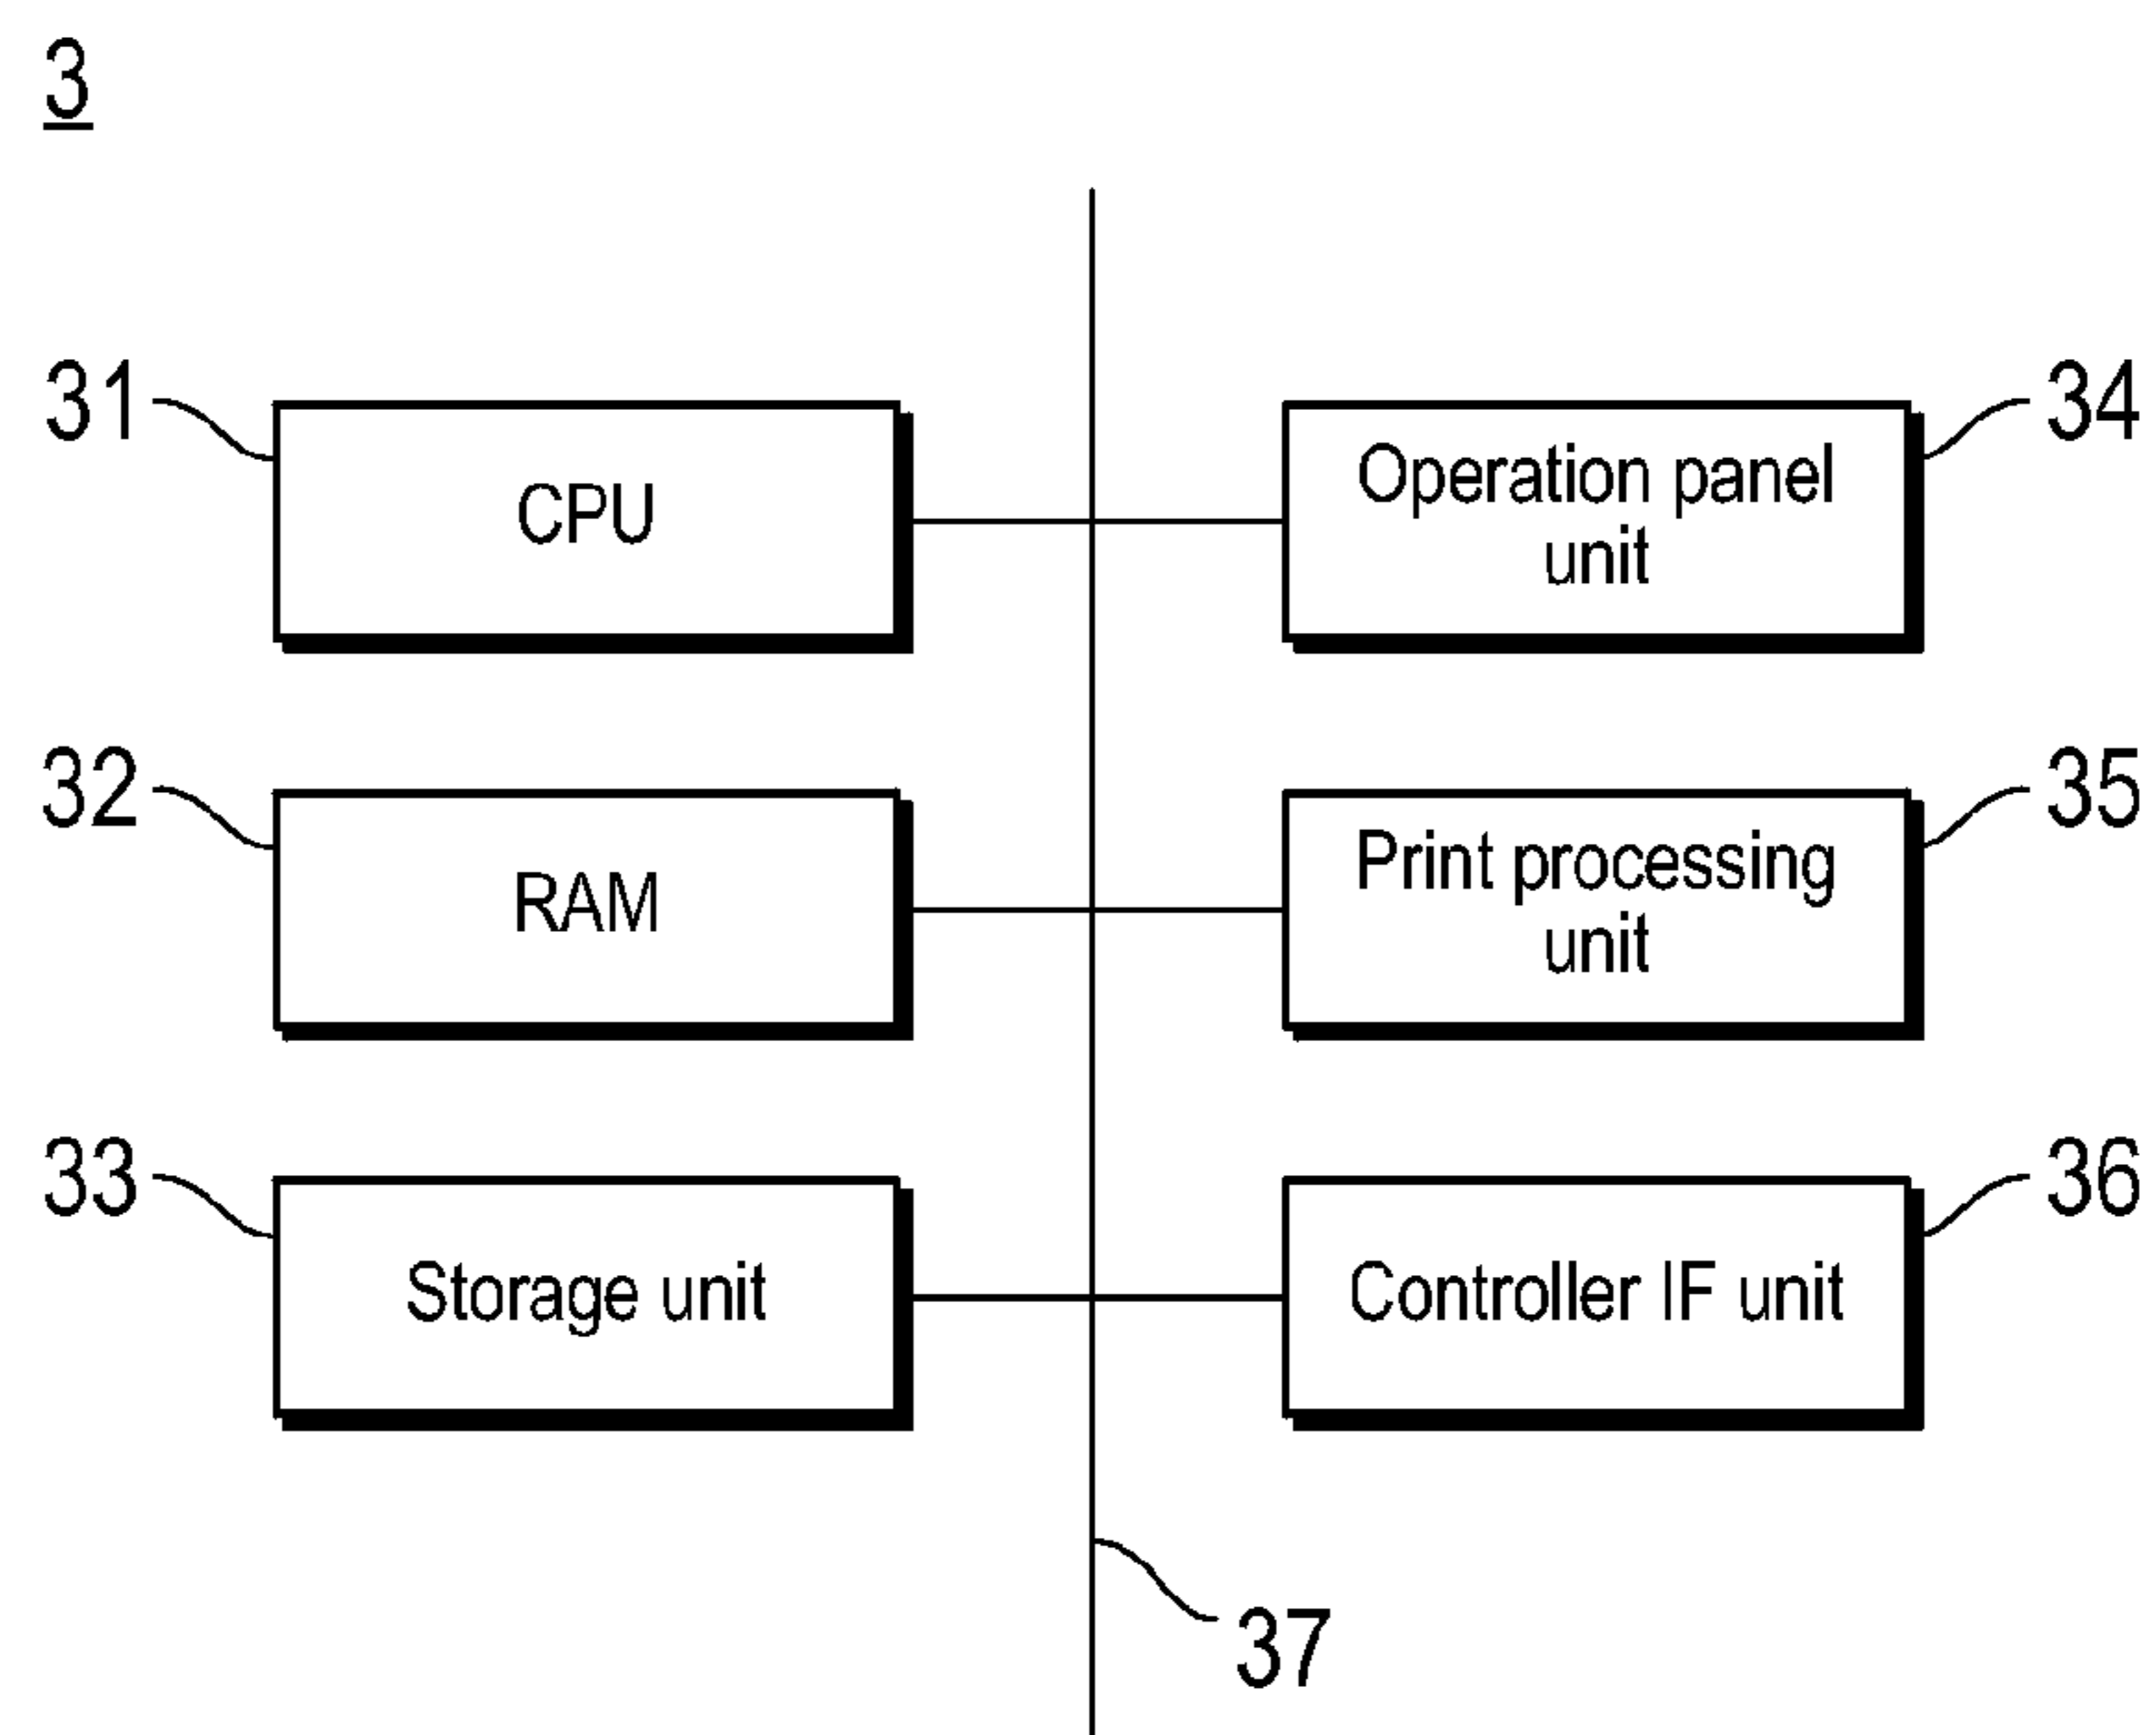 3
31
CPU
Operation panel
unit
34
32
RAM
Print processing
unit
35
33
Storage unit
Controller IF unit
36
37